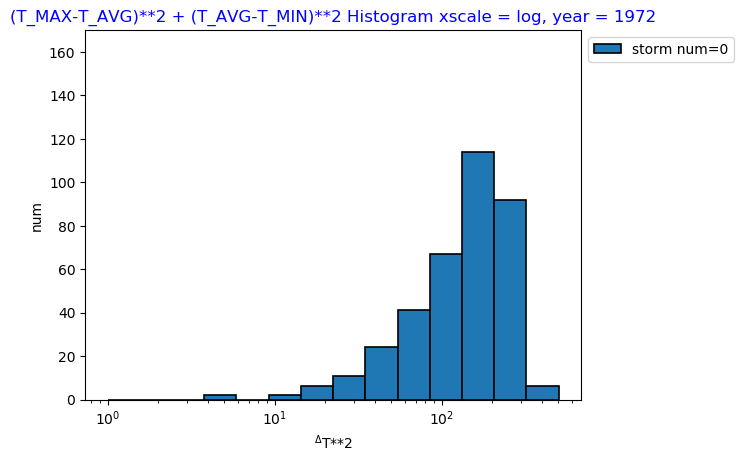 (T_MAX-T_AVG)**2 + (T_AVG-T_MIN)**2 Histogram xscale = log, year = 1972
storm num=0
160
140
120
100
80
60
40
20
0
num
10⁰ 10¹ 10²
ᐞT**2